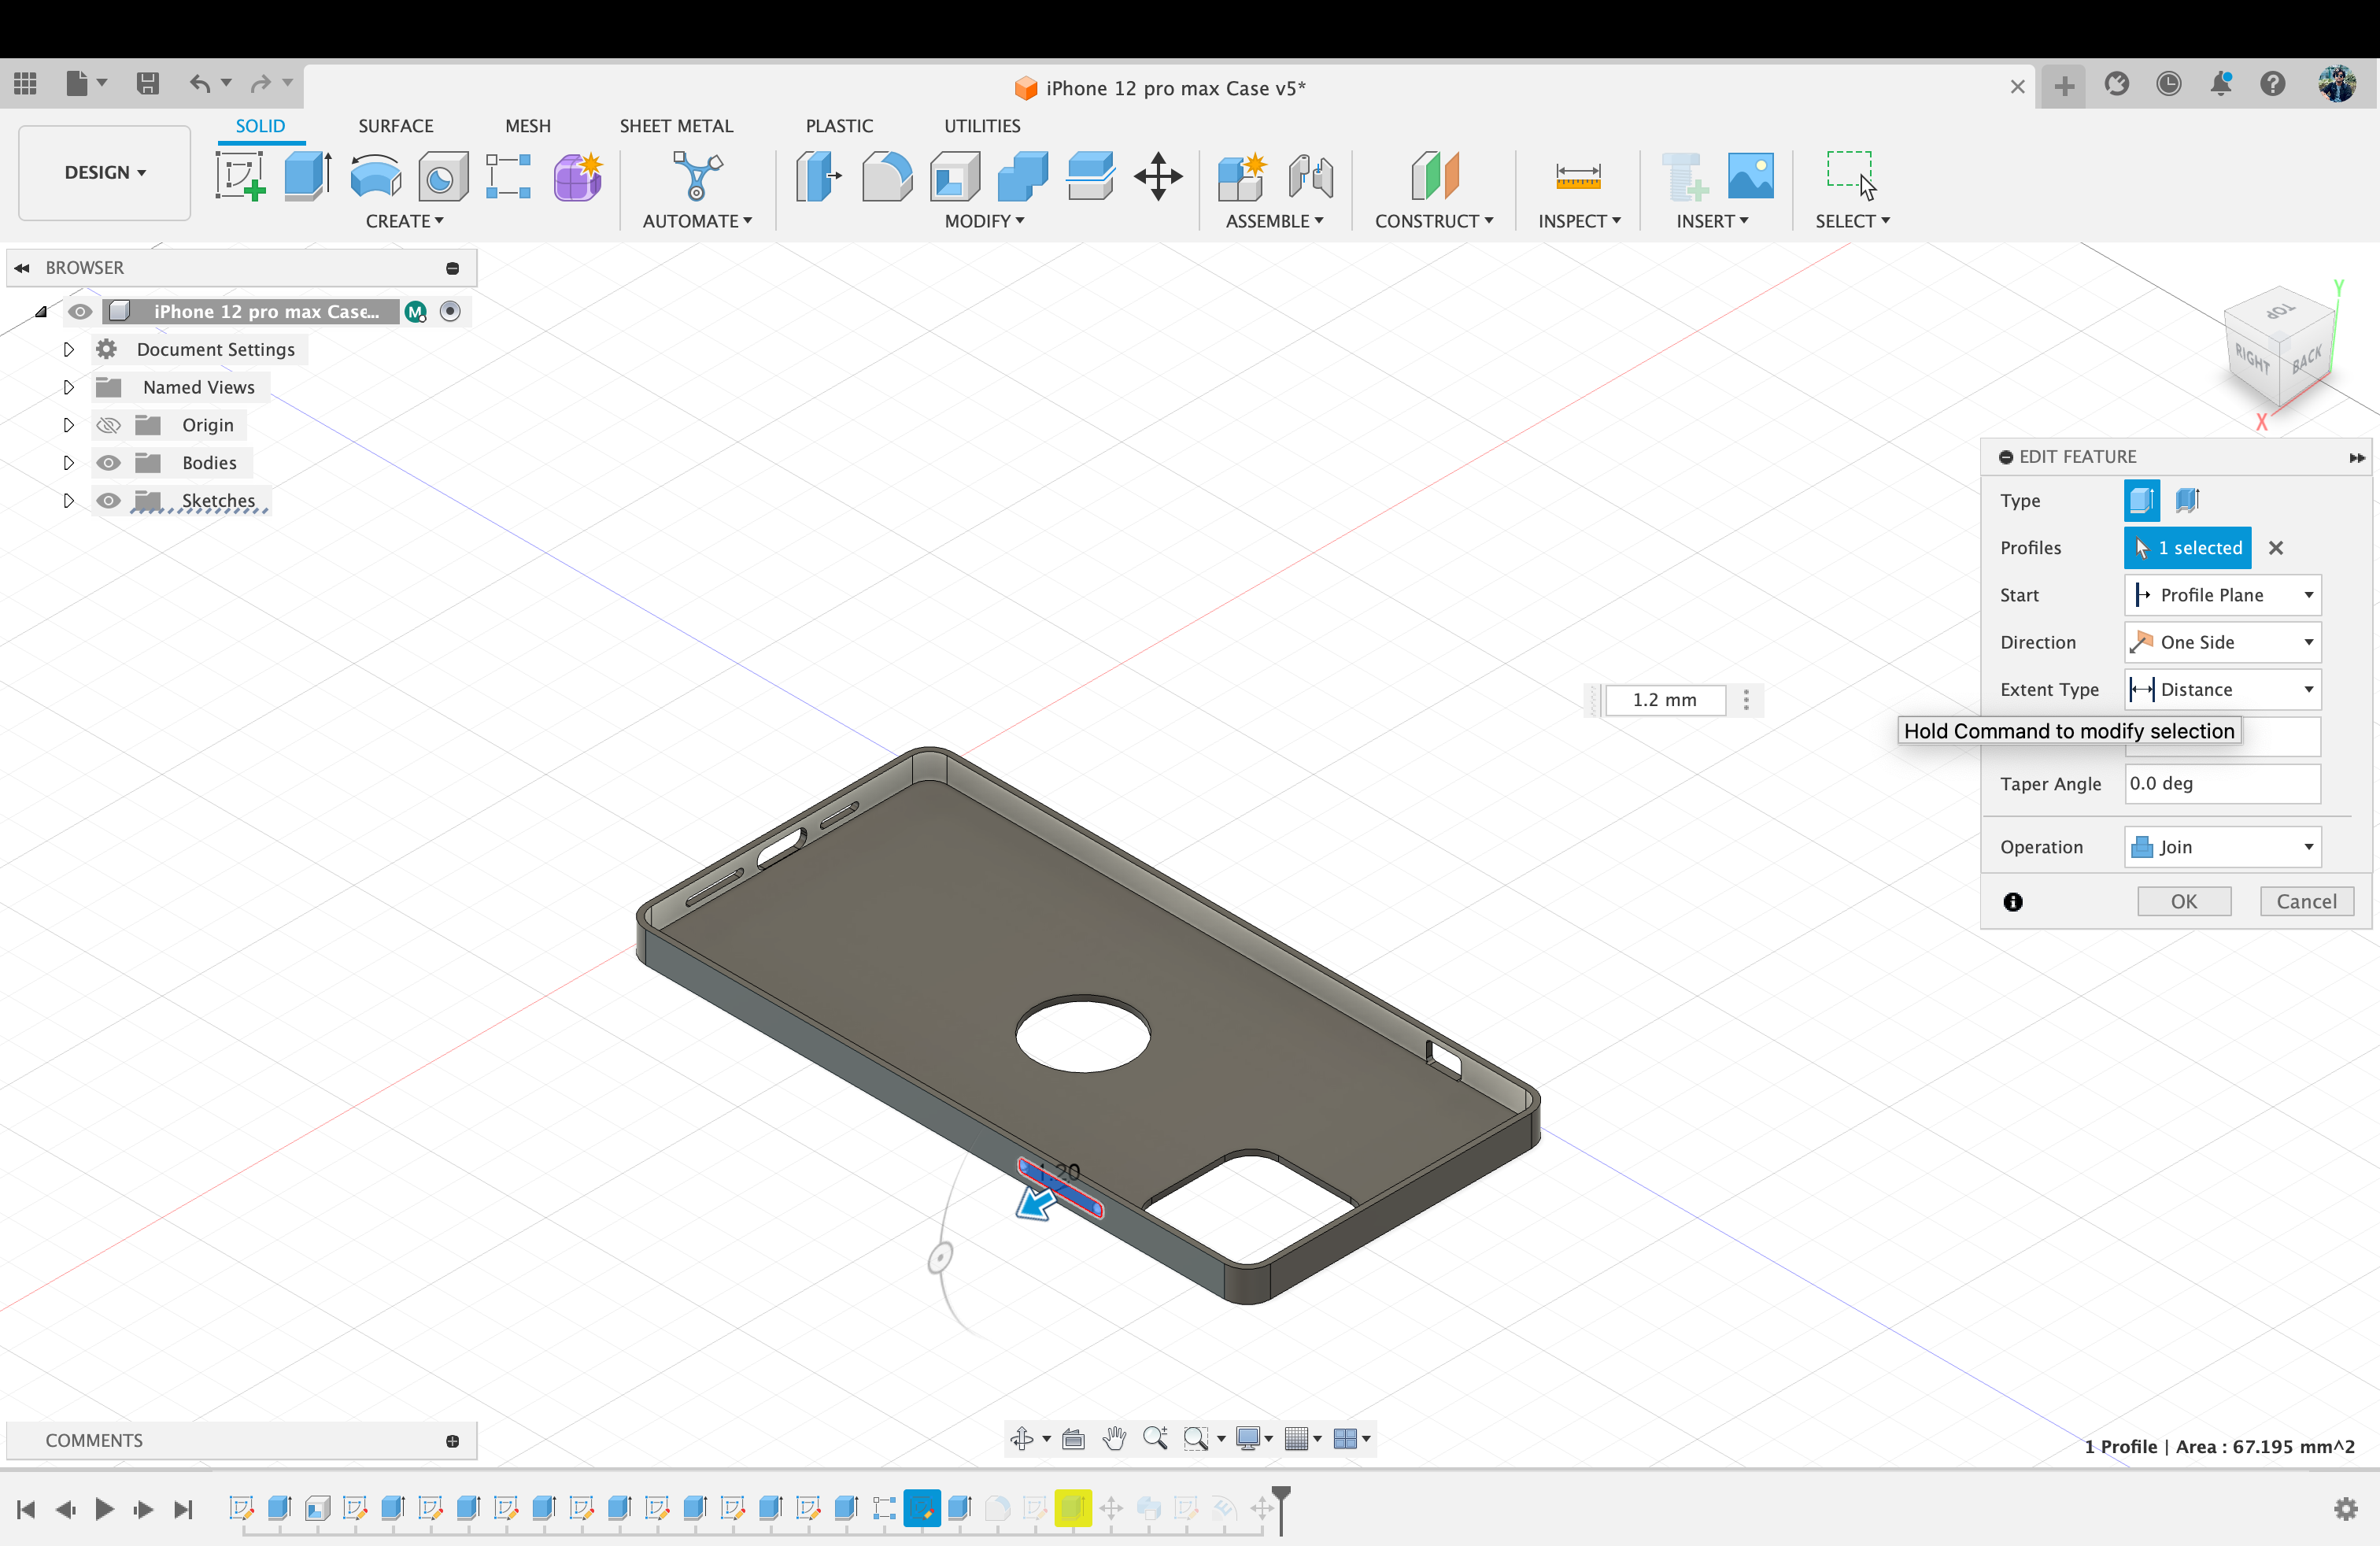 iPhone 12 pro max Case v5*
SOLID SURFACE MESH SHEET METAL PLASTIC UTILITIES
DESIGN
CREATE AUTOMATE MODIFY ASSEMBLE CONSTRUCT INSPECT INSERT SELECT
BROWSER
iPhone 12 pro max Case...
M
Document Settings
Named Views
Origin
Bodies
Sketches
TOP
RIGHT BACK
Y
X
EDIT FEATURE
Type
Profiles 1 selected
Start Profile Plane
Direction One Side
Extent Type Distance
Hold Command to modify selection
Taper Angle 0.0 deg
Operation Join
OK Cancel
1.2 mm
1.20
COMMENTS
1 Profile | Area : 67.195 mm^2